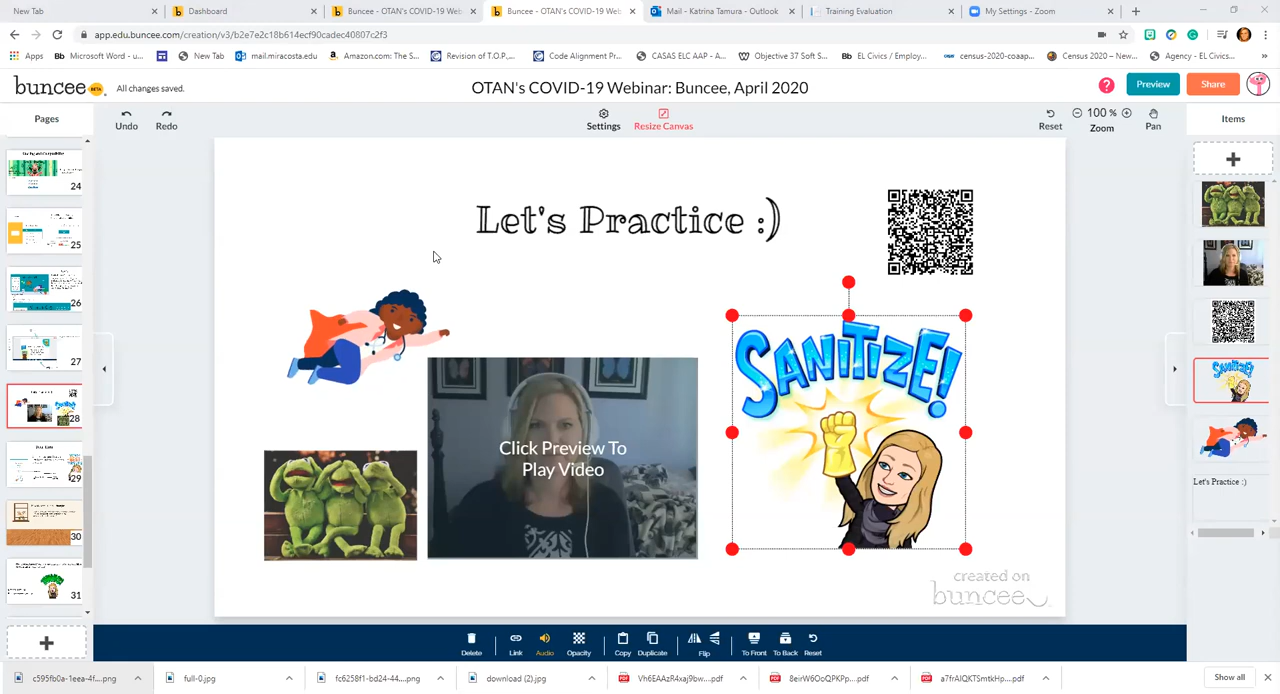 New Tab
Dashboard
Buncee - OTAN's COVID-19 Web
Buncee - OTAN's COVID-19 Web
Mail - Katrina Tamura - Outlook
Training Evaluation
My Settings - Zoom
app.edu.buncee.com/creation/v3/b2e7e2c18b614ecf90cadec40807c2f3
Apps
Microsoft Word - u...
New Tab
mail.miracosta.edu
Amazon.com: The S...
Revision of T.O.P....
Code Alignment Pr...
CASAS ELC AAP - A...
Objective 37 Soft S...
EL Civics / Employ...
census-2020-coaap...
Census 2020 – New...
Agency - EL Civics...
buncee BETA
All changes saved.
OTAN's COVID-19 Webinar: Buncee, April 2020
?
Preview
Share
Pages
Undo
Redo
Settings
Resize Canvas
Reset
100 %
Zoom
Pan
Items
24
25
26
27
28
29
30
31
Let's Practice :)
SANITIZE!
Click Preview To
Play Video
created on
buncee
SANITIZE!
Let's Practice :)
Delete
Link
Audio
Opacity
Copy
Duplicate
Flip
To Front
To Back
Reset
c595fb0a-1eea-4f....png
full-0.jpg
fc6258f1-bd24-44....png
download (2).jpg
Vh6EAAzR4xaj9bw....pdf
8eirW6OoQPKPp....pdf
a7frAIQKTSmtkHp....pdf
Show all